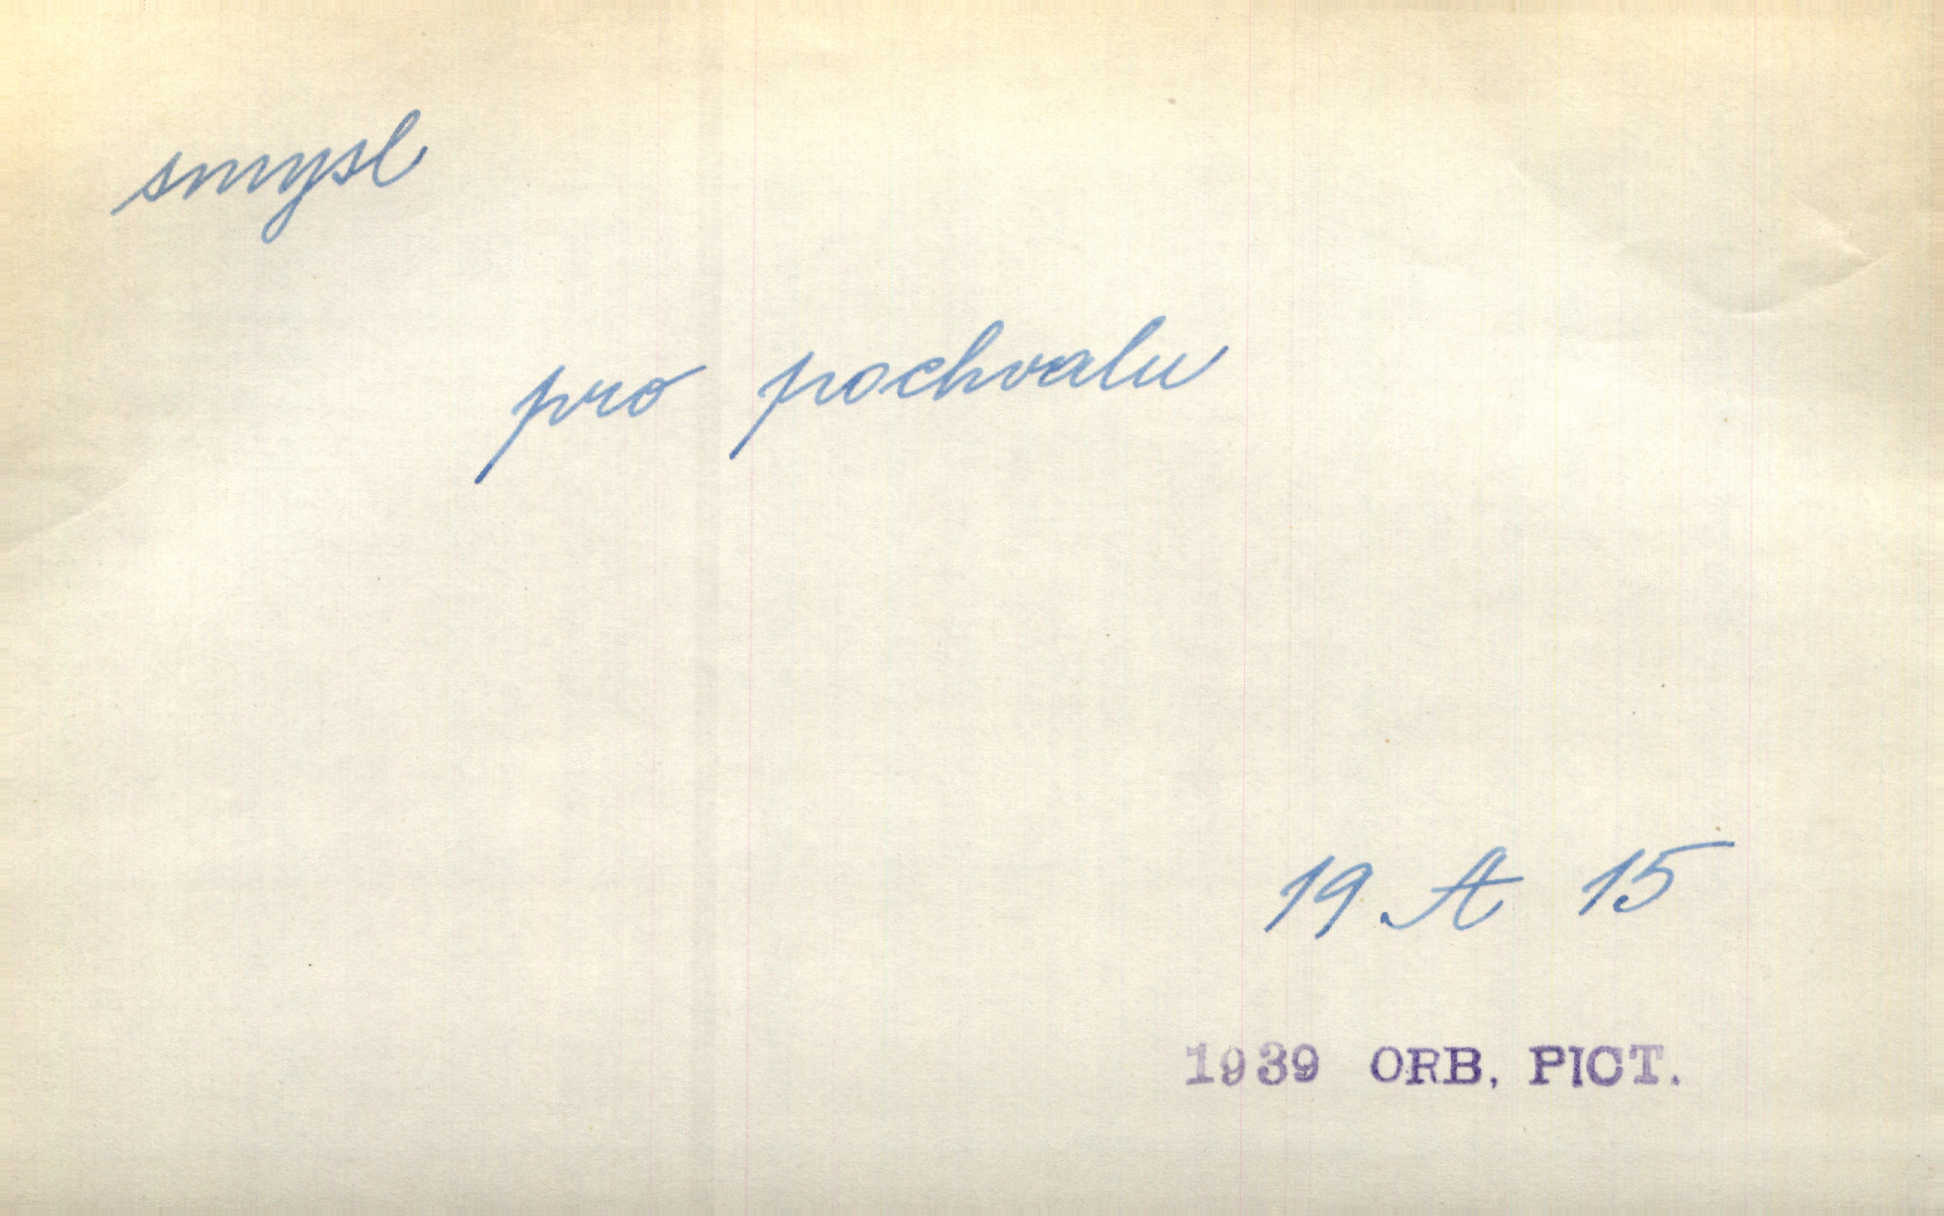 smysl
pro pochvalu
19 A 15
1939 ORB. PICT.